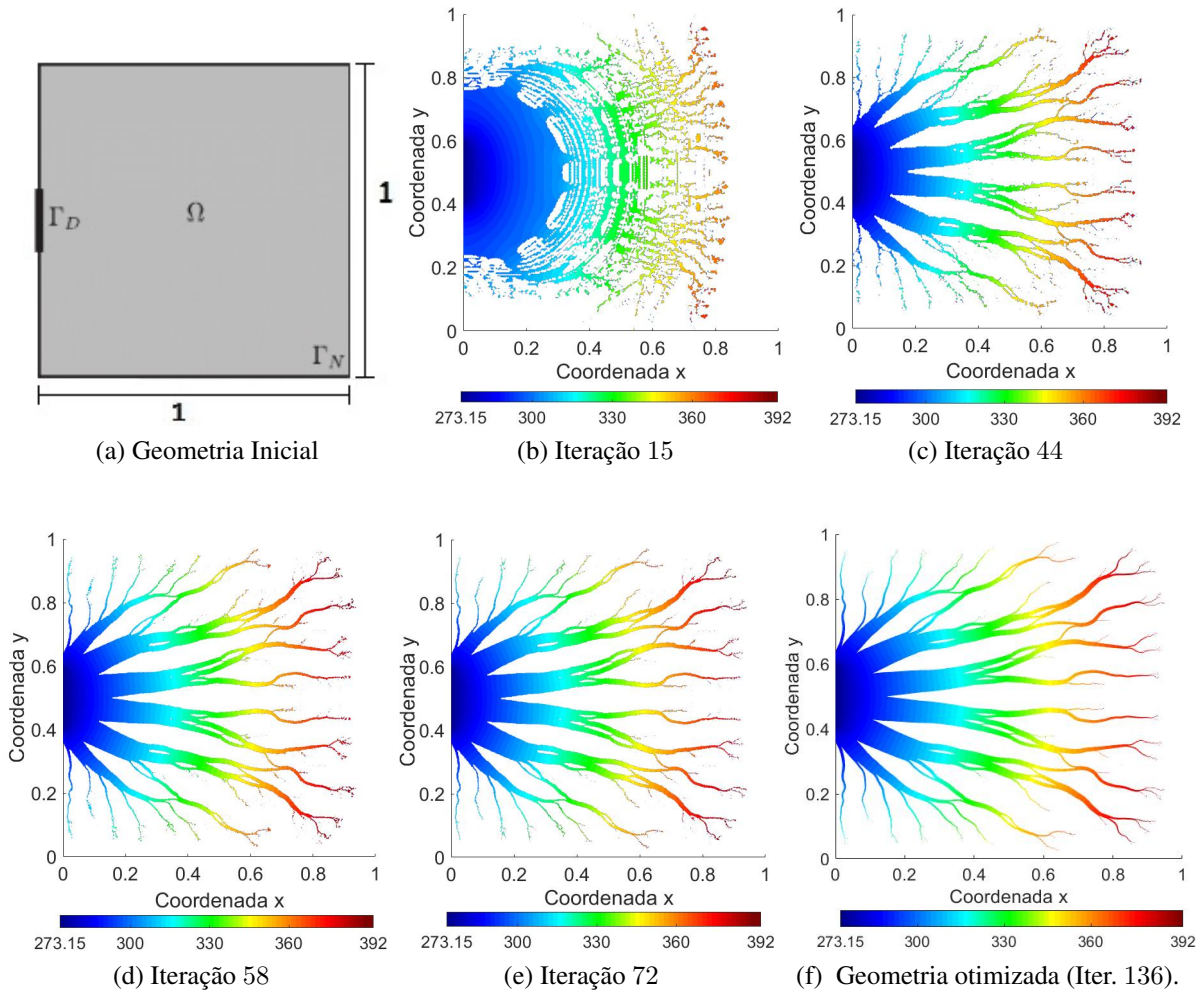 Γ_D
Ω
Γ_N
1
1
(a) Geometria Inicial
1
0.8
0.6
0.4
0.2
0
Coordenada y
0 0.2 0.4 0.6 0.8 1
Coordenada x
273.15 300 330 360 392
(b) Iteração 15
1
0.8
0.6
0.4
0.2
0
Coordenada y
0 0.2 0.4 0.6 0.8 1
Coordenada x
273.15 300 330 360 392
(c) Iteração 44
1
0.8
0.6
0.4
0.2
0
Coordenada y
0 0.2 0.4 0.6 0.8 1
Coordenada x
273.15 300 330 360 392
(d) Iteração 58
1
0.8
0.6
0.4
0.2
0
Coordenada y
0 0.2 0.4 0.6 0.8 1
Coordenada x
273.15 300 330 360 392
(e) Iteração 72
1
0.8
0.6
0.4
0.2
0
Coordenada y
0 0.2 0.4 0.6 0.8 1
Coordenada x
273.15 300 330 360 392
(f) Geometria otimizada (Iter. 136).